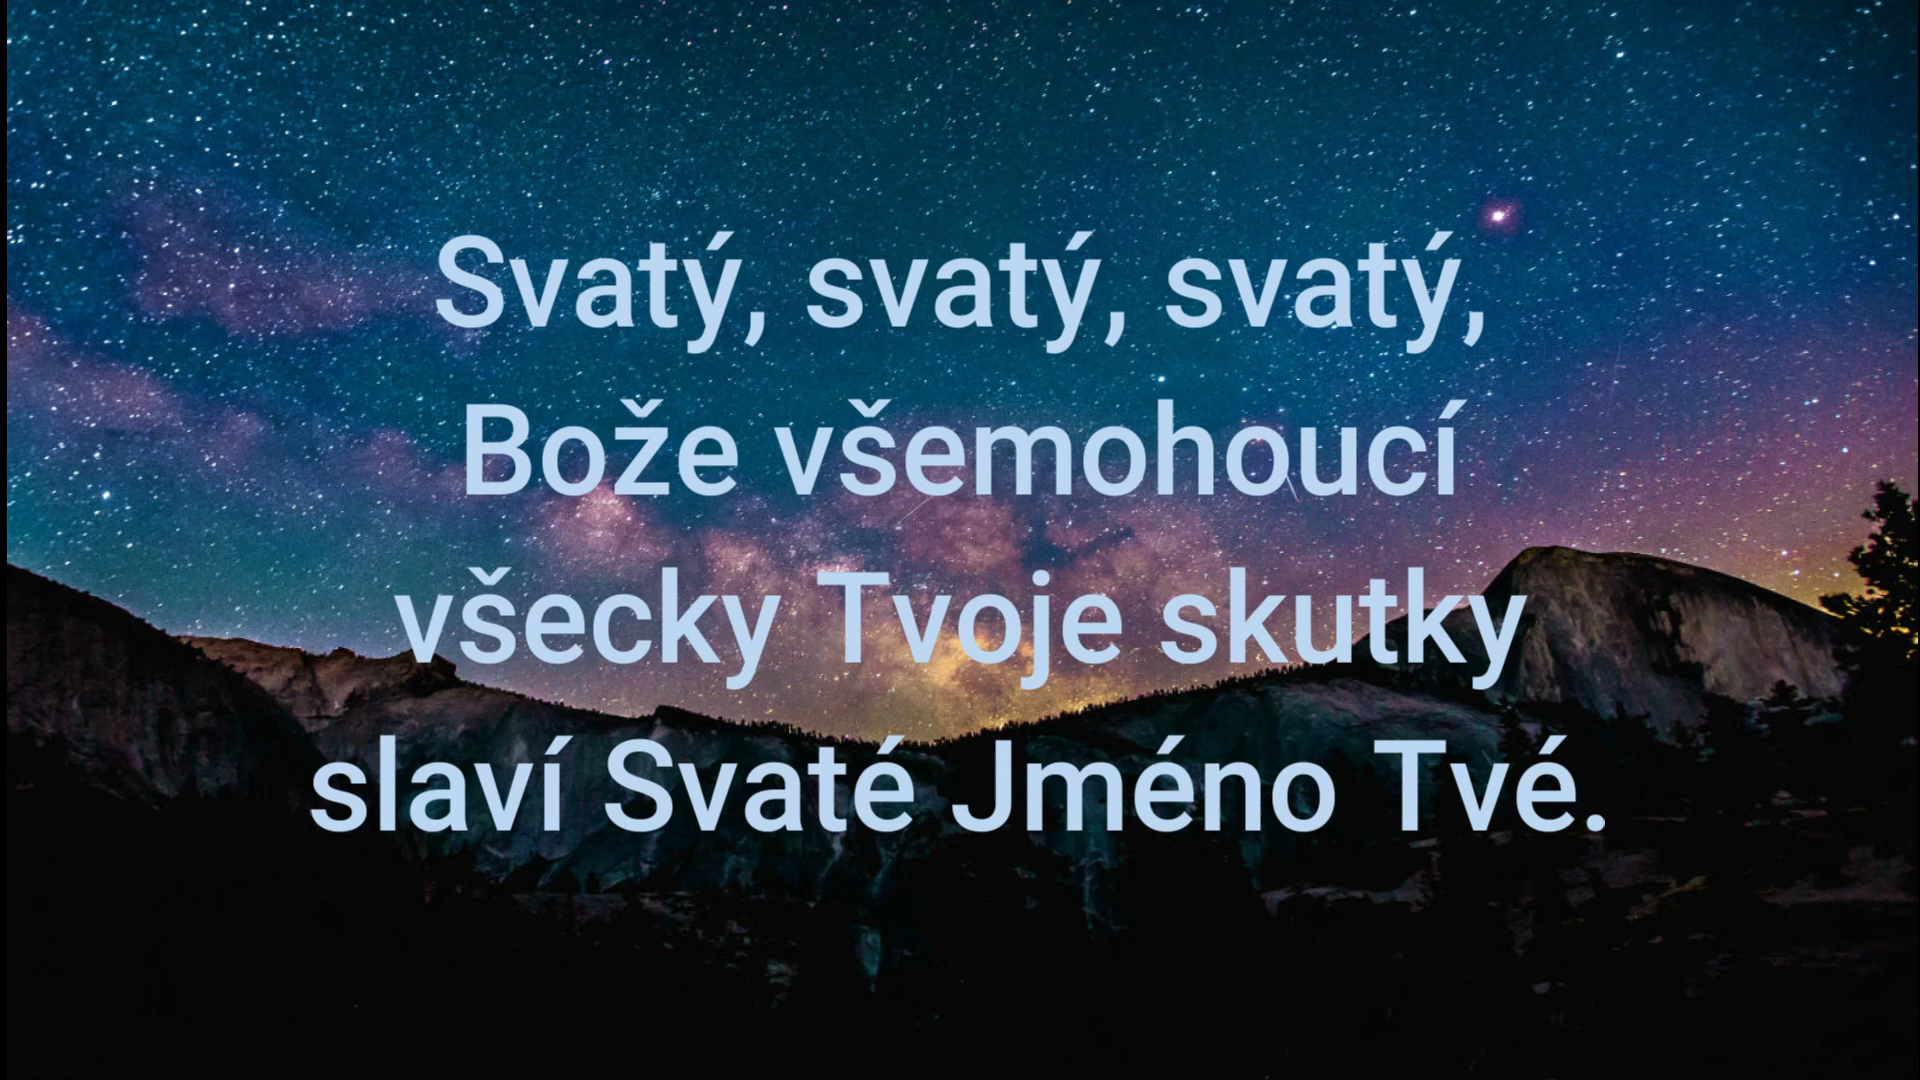 Svatý, svatý, svatý,
Bože všemohoucí
všecky Tvoje skutky
slaví Svaté Jméno Tvé.